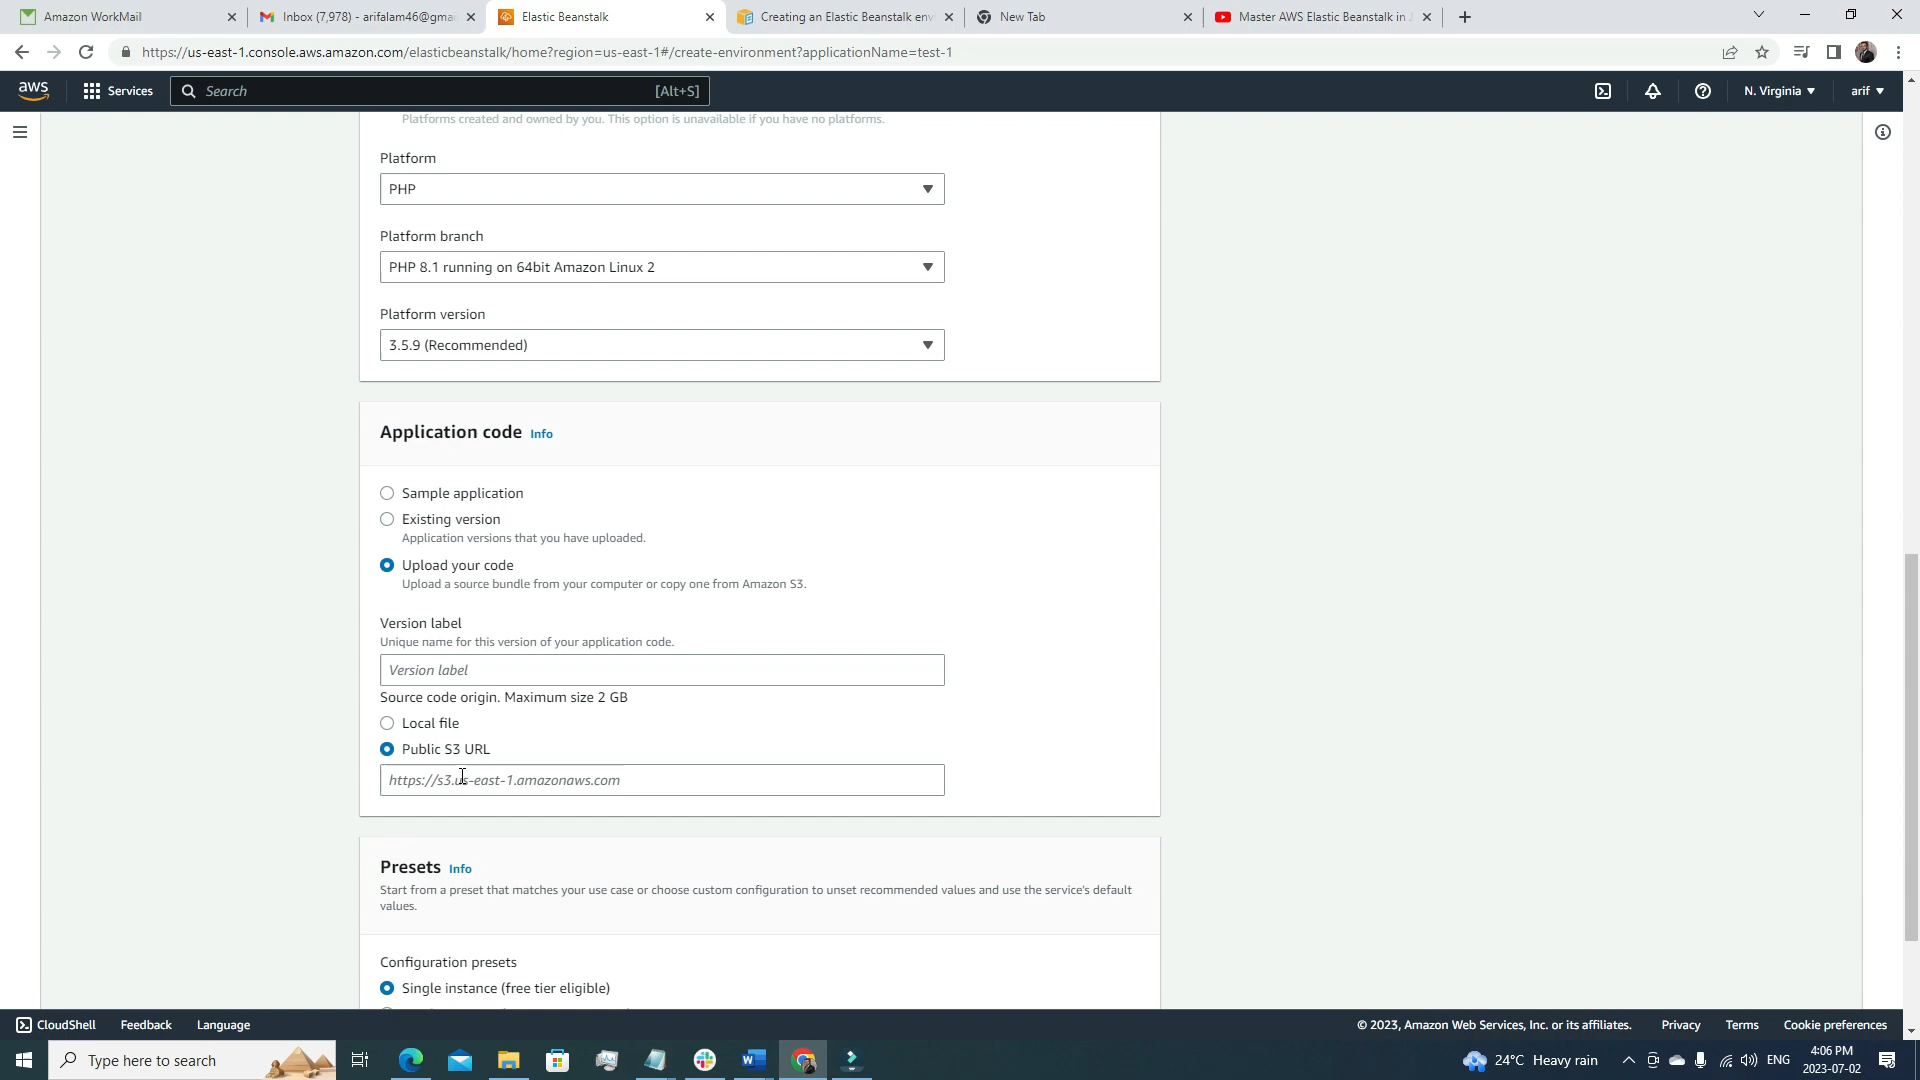 Amazon WorkMail
Inbox (7,978) - arifalam46@gmai
Elastic Beanstalk
Creating an Elastic Beanstalk env
New Tab
Master AWS Elastic Beanstalk in
https://us-east-1.console.aws.amazon.com/elasticbeanstalk/home?region=us-east-1#/create-environment?applicationName=test-1
aws
Services
Search
[Alt+S]
N. Virginia
arif
Platforms created and owned by you. This option is unavailable if you have no platforms.
Platform
PHP
Platform branch
PHP 8.1 running on 64bit Amazon Linux 2
Platform version
3.5.9 (Recommended)
Application code Info
Sample application
Existing version
Application versions that you have uploaded.
Upload your code
Upload a source bundle from your computer or copy one from Amazon S3.
Version label
Unique name for this version of your application code.
Version label
Source code origin. Maximum size 2 GB
Local file
Public S3 URL
https://s3.us-east-1.amazonaws.com
Presets Info
Start from a preset that matches your use case or choose custom configuration to unset recommended values and use the service's default
values.
Configuration presets
Single instance (free tier eligible)
CloudShell
Feedback
Language
© 2023, Amazon Web Services, Inc. or its affiliates.
Privacy
Terms
Cookie preferences
Type here to search
24°C Heavy rain
ENG
4:06 PM
2023-07-02